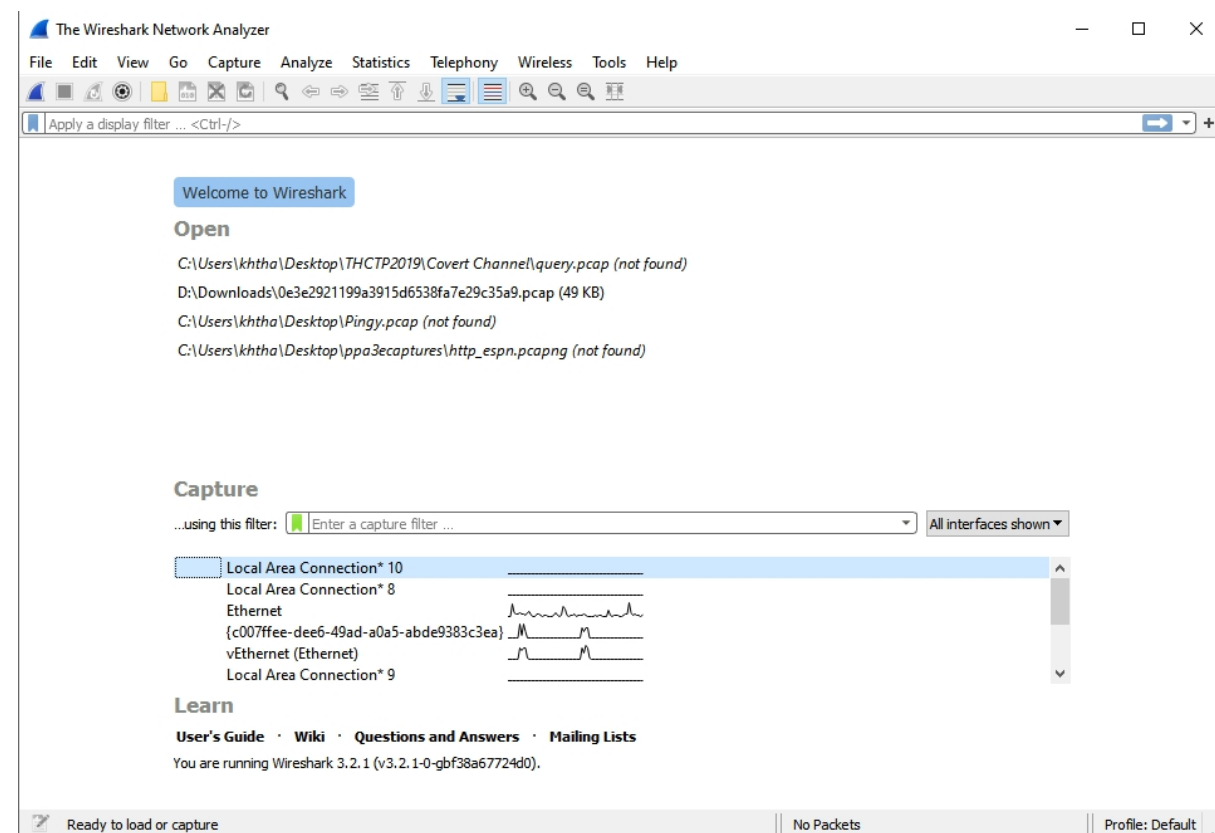 The Wireshark Network Analyzer
File Edit View Go Capture Analyze Statistics Telephony Wireless Tools Help
Apply a display filter ... <Ctrl-/>
Welcome to Wireshark
Open
C:\Users\khtha\Desktop\THCTP2019\Covert Channel\query.pcap (not found)
D:\Downloads\0e3e2921199a3915d6538fa7e29c35a9.pcap (49 KB)
C:\Users\khtha\Desktop\Pingy.pcap (not found)
C:\Users\khtha\Desktop\ppa3ecaptures\http_espn.pcapng (not found)
Capture
...using this filter: Enter a capture filter ... All interfaces shown
Local Area Connection* 10
Local Area Connection* 8
Ethernet
{c007ffee-dee6-49ad-a0a5-abde9383c3ea}
vEthernet (Ethernet)
Local Area Connection* 9
Learn
User's Guide · Wiki · Questions and Answers · Mailing Lists
You are running Wireshark 3.2.1 (v3.2.1-0-gbf38a67724d0).
Ready to load or capture No Packets Profile: Default